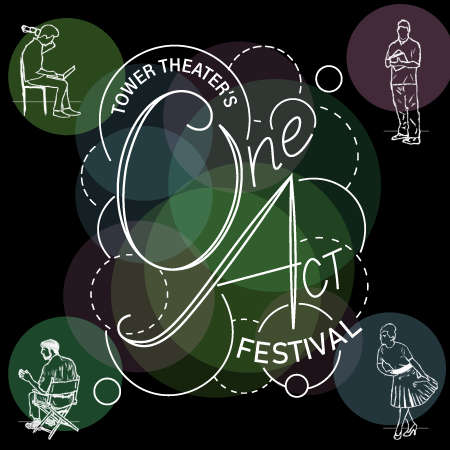 TOWER THEATER'S
One
Act
FESTIVAL